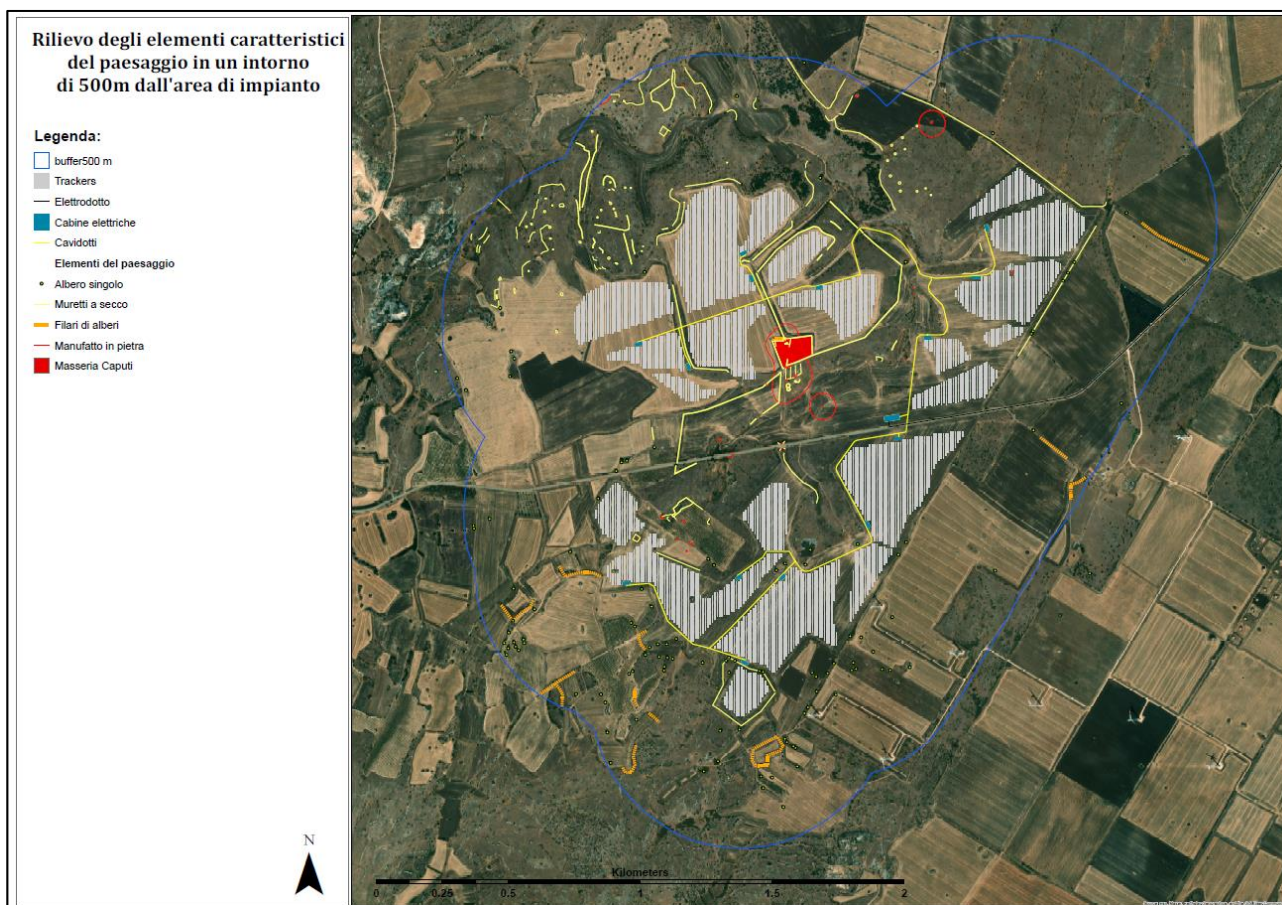 Rilievo degli elementi caratteristici
del paesaggio in un intorno
di 500m dall'area di impianto
Legenda:
buffer500 m
Trackers
Elettrodotto
Cabine elettriche
Cavidotti
Elementi del paesaggio
Albero singolo
Muretti a secco
Filari di alberi
Manufatto in pietra
Masseria Caputi
N
Kilometers
0 0.25 0.5 1 1.5 2